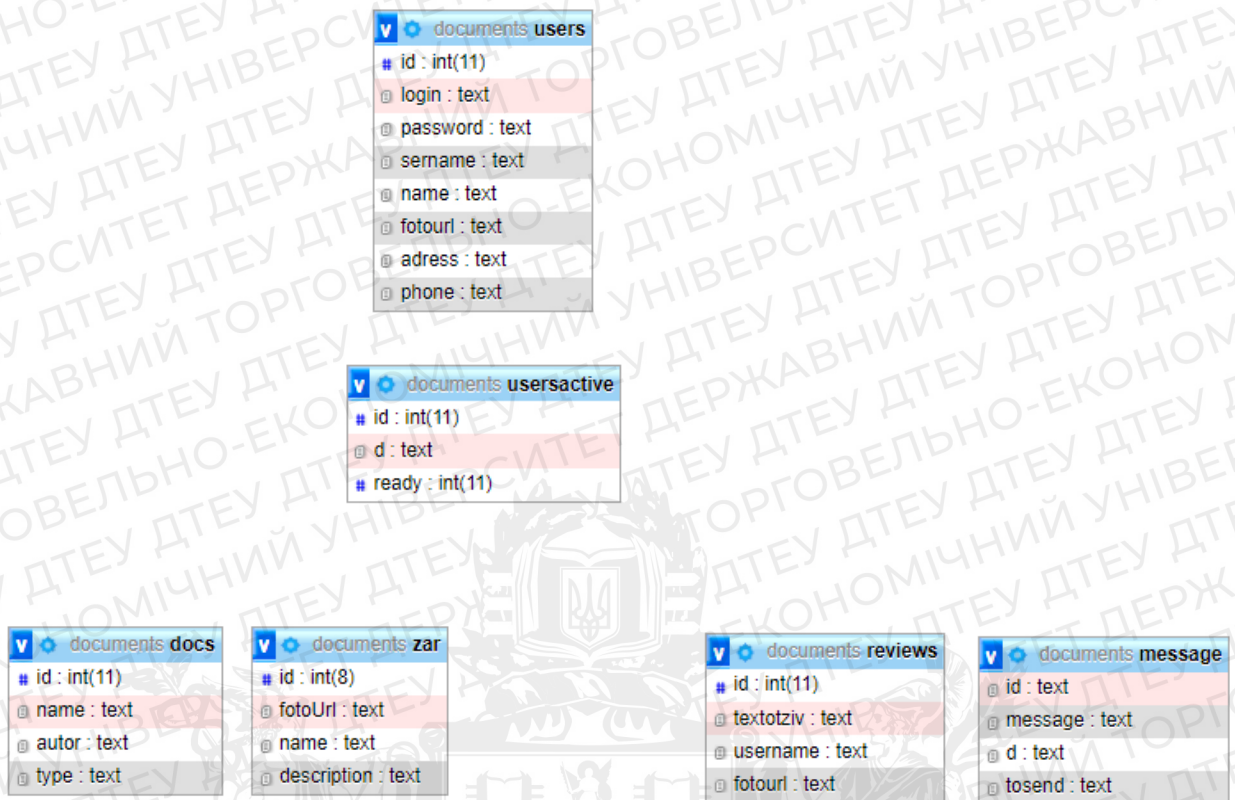 documents users
id : int(11)
login : text
password : text
sername : text
name : text
fotourl : text
adress : text
phone : text
documents usersactive
id : int(11)
d : text
ready : int(11)
documents docs
id : int(11)
name : text
autor : text
type : text
documents zar
id : int(8)
fotoUrl : text
name : text
description : text
documents reviews
id : int(11)
textotziv : text
username : text
fotourl : text
documents message
id : text
message : text
d : text
tosend : text